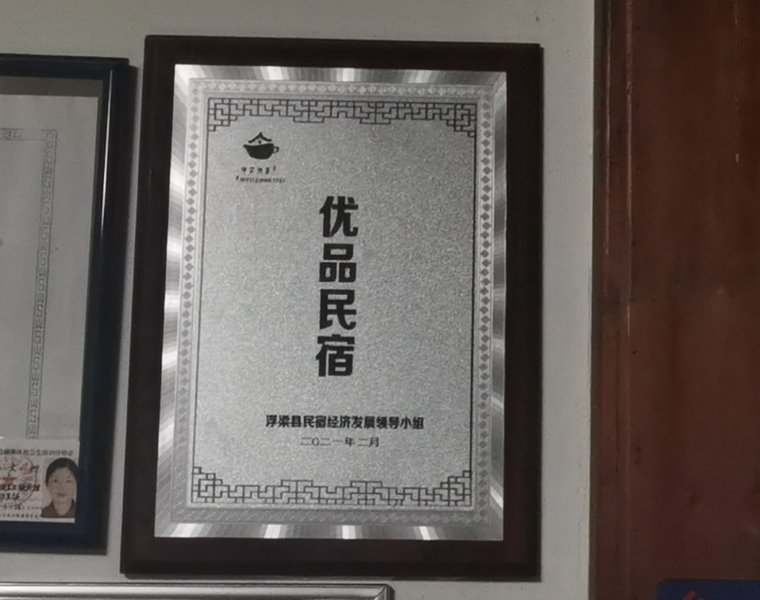 优品民宿
浮梁县民宿经济发展领导小组
二〇二一年二月